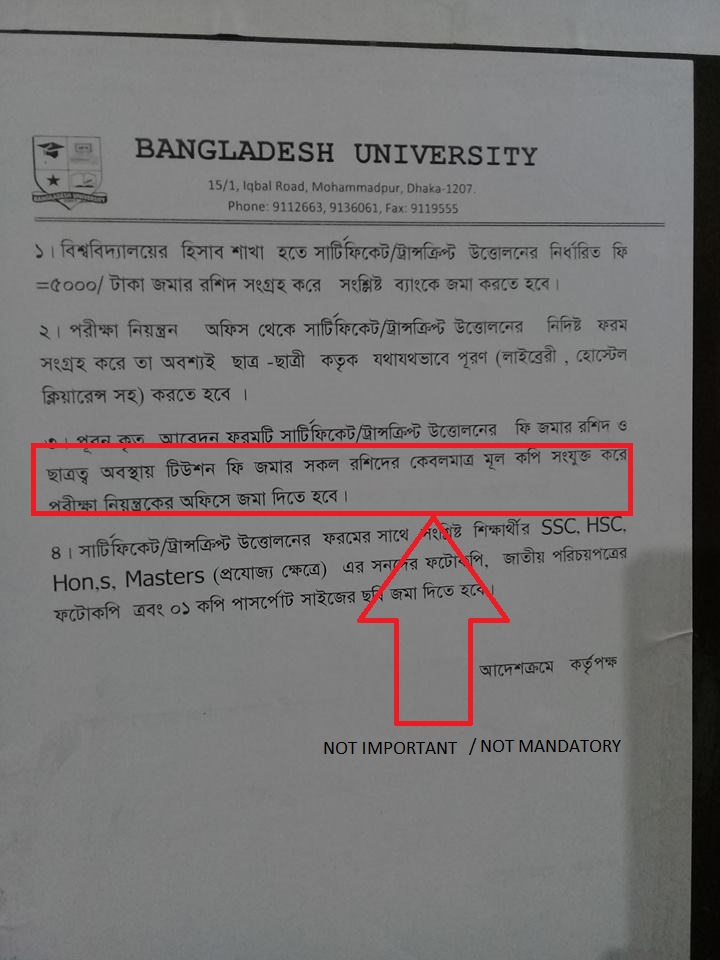 BANGLADESH UNIVERSITY
15/1, Iqbal Road, Mohammadpur, Dhaka-1207.
Phone: 9112663, 9136061, Fax: 9119555
১। বিশ্ববিদ্যালয়ের হিসাব শাখা হতে সার্টিফিকেট/ট্রান্সক্রিপ্ট উত্তোলনের নির্ধারিত ফি
=৫০০০/ টাকা জমার রশিদ সংগ্রহ করে সংশ্লিষ্ট ব্যাংকে জমা করতে হবে।
২। পরীক্ষা নিয়ন্ত্রন অফিস থেকে সার্টিফিকেট/ট্রান্সক্রিপ্ট উত্তোলনের নির্দিষ্ট ফরম
সংগ্রহ করে তা অবশ্যই ছাত্র -ছাত্রী কতৃক যথাযথভাবে পূরণ (লাইব্রেরী , হোস্টেল
ক্লিয়ারেন্স সহ) করতে হবে ।
৩। পূরন কৃত আবেদন ফরমটি সার্টিফিকেট/ট্রান্সক্রিপ্ট উত্তোলনের ফি জমার রশিদ ও
ছাত্রত্ব অবস্থায় টিউশন ফি জমার সকল রশিদের কেবলমাত্র মূল কপি সংযুক্ত করে
পরীক্ষা নিয়ন্ত্রকের অফিসে জমা দিতে হবে।
৪। সার্টিফিকেট/ট্রান্সক্রিপ্ট উত্তোলনের ফরমের সাথে সংশ্লিষ্ট শিক্ষার্থীর SSC, HSC,
Hon,s, Masters (প্রযোজ্য ক্ষেত্রে) এর সনদের ফটোকপি, জাতীয় পরিচয়পত্রের
ফটোকপি এবং ০১ কপি পাসপোর্ট সাইজের ছবি জমা দিতে হবে।
আদেশক্রমে কর্তৃপক্ষ
NOT IMPORTANT / NOT MANDATORY